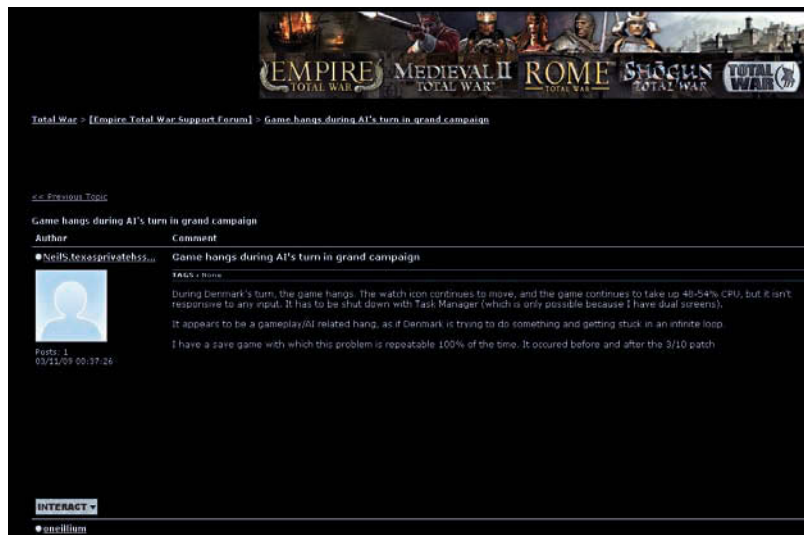 EMPIRE TOTAL WAR MEDIEVAL II TOTAL WAR ROME TOTAL WAR SHOGUN TOTAL WAR TOTAL WAR
Total War > [Empire Total War Support Forum] > Game hangs during AI's turn in grand campaign
<< Previous Topic
Game hangs during AI's turn in grand campaign
Author Comment
NeilS.texasprivatehss... Game hangs during AI's turn in grand campaign
TAGS : None
During Denmark's turn, the game hangs. The watch icon continues to move, and the game continues to take up 48-54% CPU, but it isn't
responsive to any input. It has to be shut down with Task Manager (which is only possible because I have dual screens).
It appears to be a gameplay/AI related hang, as if Denmark is trying to do something and getting stuck in an infinite loop.
I have a save game with which this problem is repeatable 100% of the time. It occured before and after the 3/10 patch
Posts: 1
03/11/09 00:37:26
INTERACT
oneillium